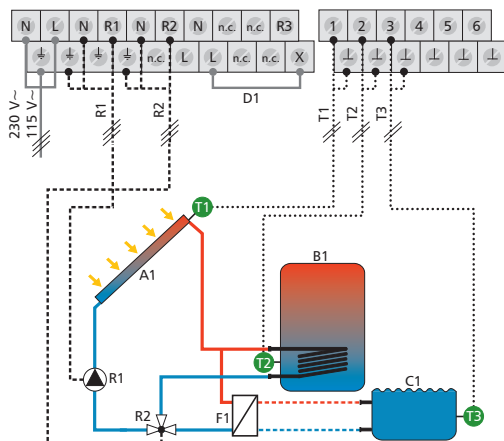 N L N R1 N R2 N n.c. n.c. R3
n.c. L L n.c. n.c. X
1 2 3 4 5 6
D1
230 V~
115 V~
R1
R2
T1
T2
T3
T1
A1
B1
T2
C1
T3
R1
R2
F1